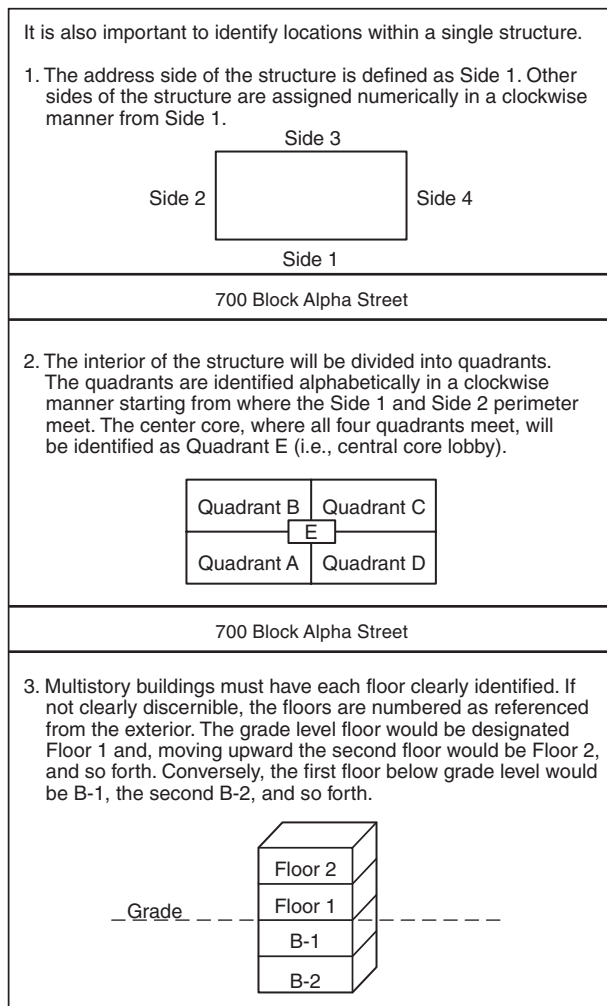 It is also important to identify locations within a single structure.
1. The address side of the structure is defined as Side 1. Other
sides of the structure are assigned numerically in a clockwise
manner from Side 1.
Side 3
Side 2
Side 4
Side 1
700 Block Alpha Street
2. The interior of the structure will be divided into quadrants.
The quadrants are identified alphabetically in a clockwise
manner starting from where the Side 1 and Side 2 perimeter
meet. The center core, where all four quadrants meet, will
be identified as Quadrant E (i.e., central core lobby).
Quadrant B
Quadrant C
E
Quadrant A
Quadrant D
700 Block Alpha Street
3. Multistory buildings must have each floor clearly identified. If
not clearly discernible, the floors are numbered as referenced
from the exterior. The grade level floor would be designated
Floor 1 and, moving upward the second floor would be Floor 2,
and so forth. Conversely, the first floor below grade level would
be B-1, the second B-2, and so forth.
Floor 2
Floor 1
Grade
B-1
B-2